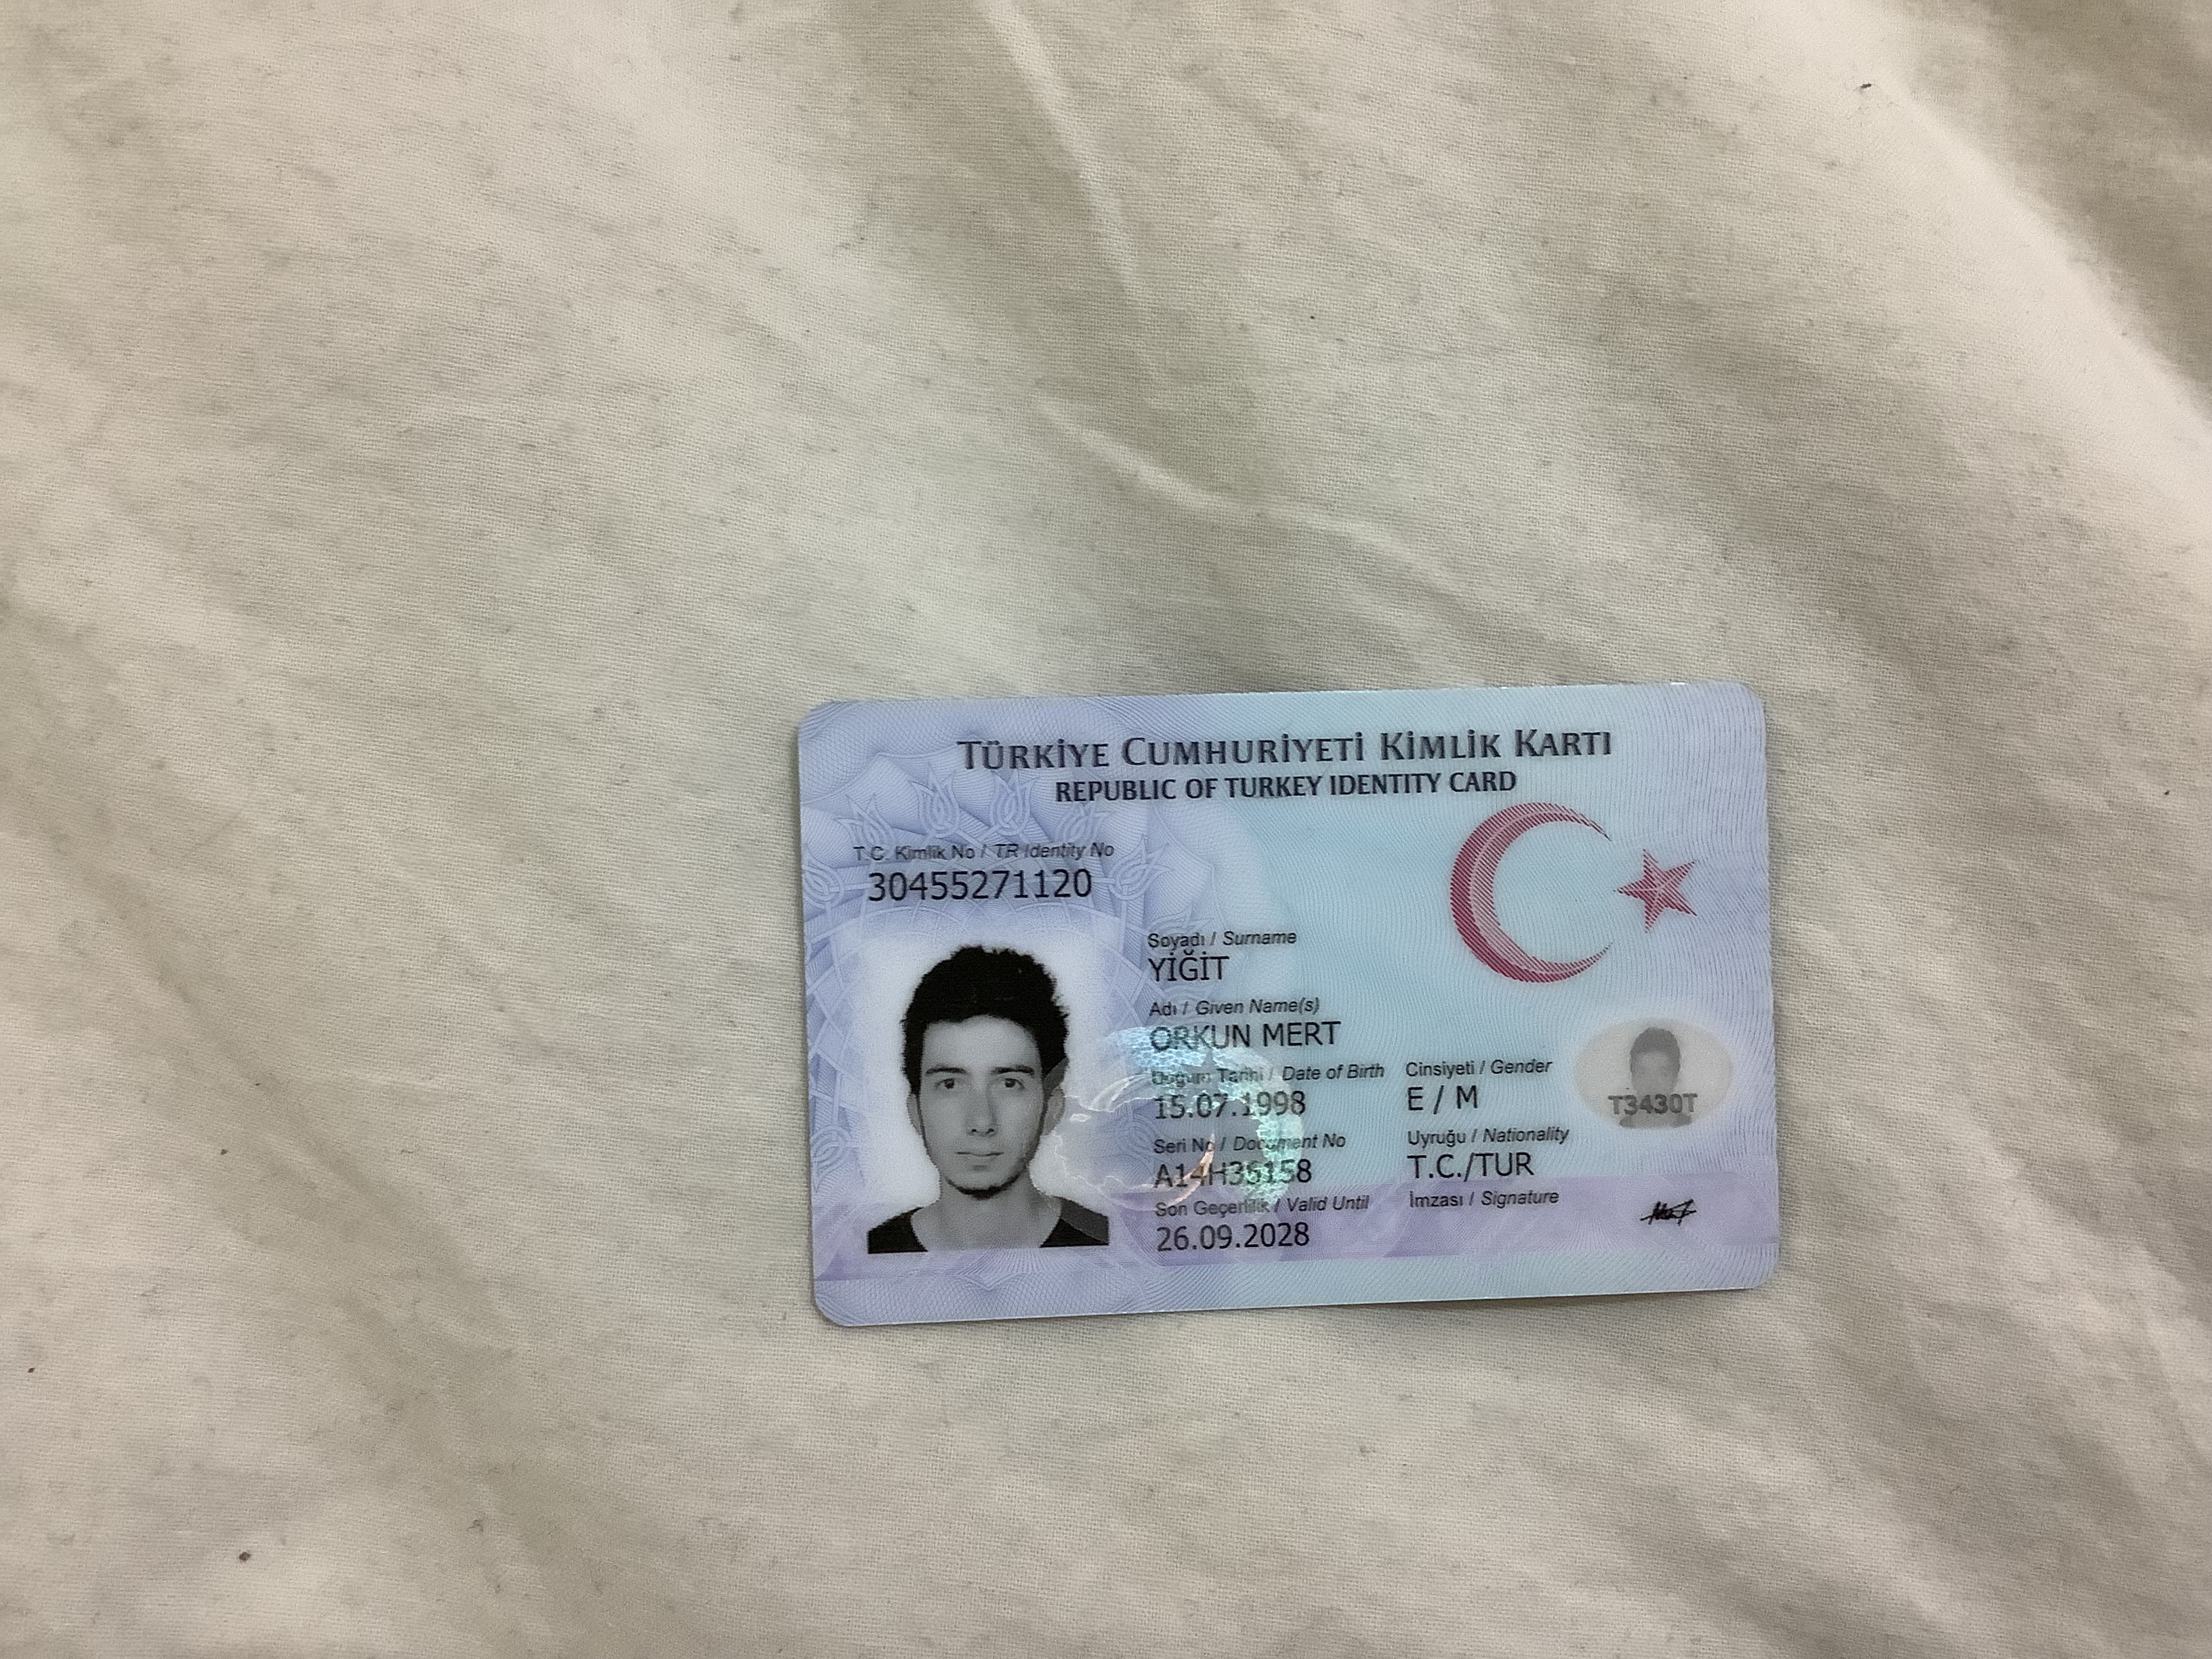 TÜRKİYE CUMHURİYETİ KİMLİK KARTI
REPUBLIC OF TURKEY IDENTITY CARD
T.C. Kimlik No / TR Identity No
30455271120
Soyadı / Surname
YİĞİT
Adı / Given Name(s)
ORKUN MERT
Doğum Tarihi / Date of Birth
15.07.1998
Cinsiyeti / Gender
E / M
T3430T
Seri No / Document No
A14H36158
Uyruğu / Nationality
T.C./TUR
Son Geçerlilik / Valid Until
26.09.2028
İmzası / Signature